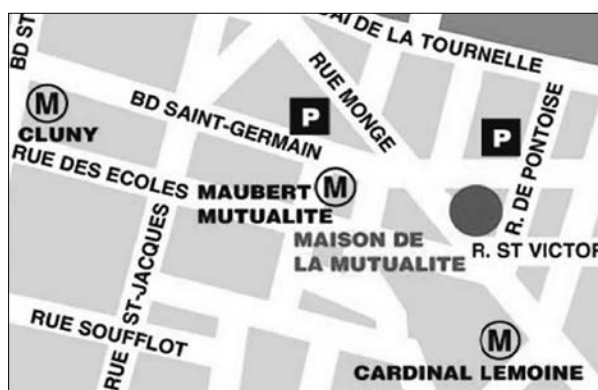 BD ST
AI DE LA TOURNELLE
RUE MONGE
M
CLUNY
BD SAINT-GERMAIN
P
P
R. DE PONTOISE
RUE DES ECOLES
MAUBERT
MUTUALITE
M
MAISON DE
LA MUTUALITE
R. ST VICTOR
RUE ST-JACQUES
RUE SOUFFLOT
M
CARDINAL LEMOINE